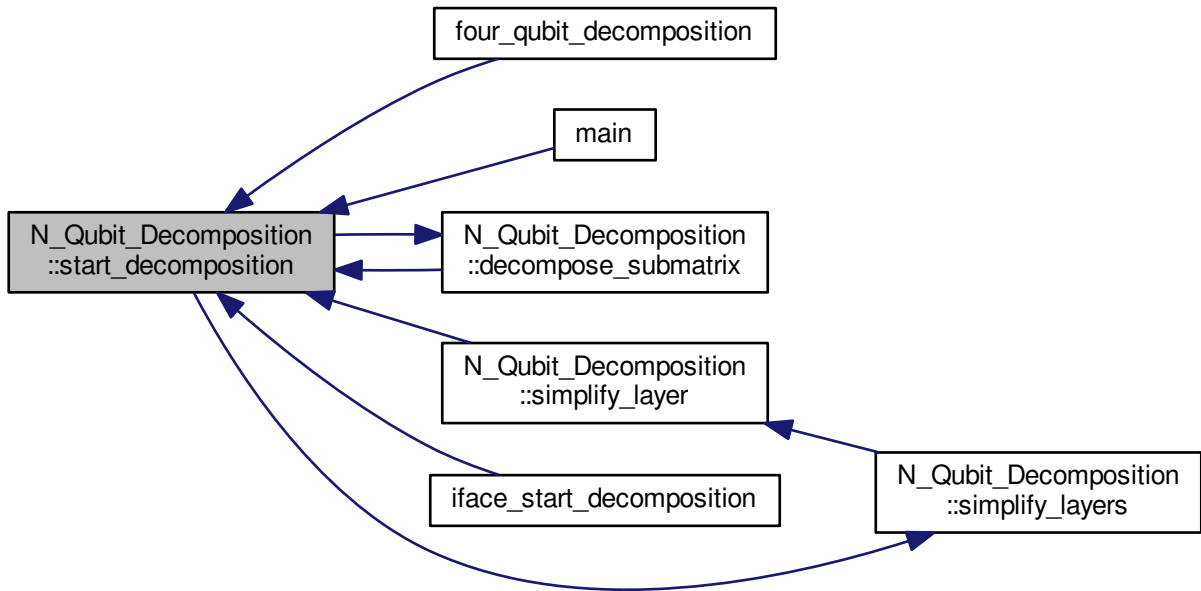 four_qubit_decomposition
main
N_Qubit_Decomposition
::start_decomposition
N_Qubit_Decomposition
::decompose_submatrix
N_Qubit_Decomposition
::simplify_layer
iface_start_decomposition
N_Qubit_Decomposition
::simplify_layers